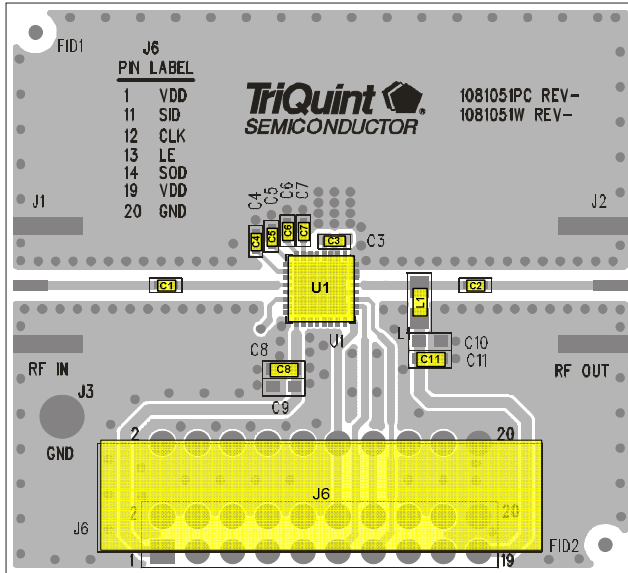 FID1
J6
PIN LABEL
1 VDD
11 SID
12 CLK
13 LE
14 SOD
19 VDD
20 GND
TriQuint
SEMICONDUCTOR
1081051PC REV-
1081051W REV-
J1
J2
C4
C5
C6
C7
C4
C5
C6
C7
C3
C3
C1
U1
L1
C2
L1
U1
C10
C8
C11
C11
RF IN
C8
RF OUT
J3
C9
GND
2
20
J6
J6
2
20
1
19
FID2